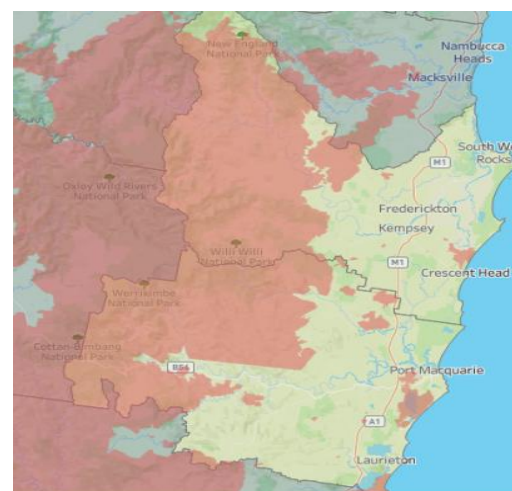 New England
National Park
Nambucca
Heads
Macksville
M1
South We
Rocks
Oxley Wild Rivers
National Park
Frederickton
Kempsey
Willi Willi
National Park
M1
Crescent Head
Werrikimbe
National Park
Cottan-Bimbang
National Park
B56
Port Macquarie
A1
Laurieton